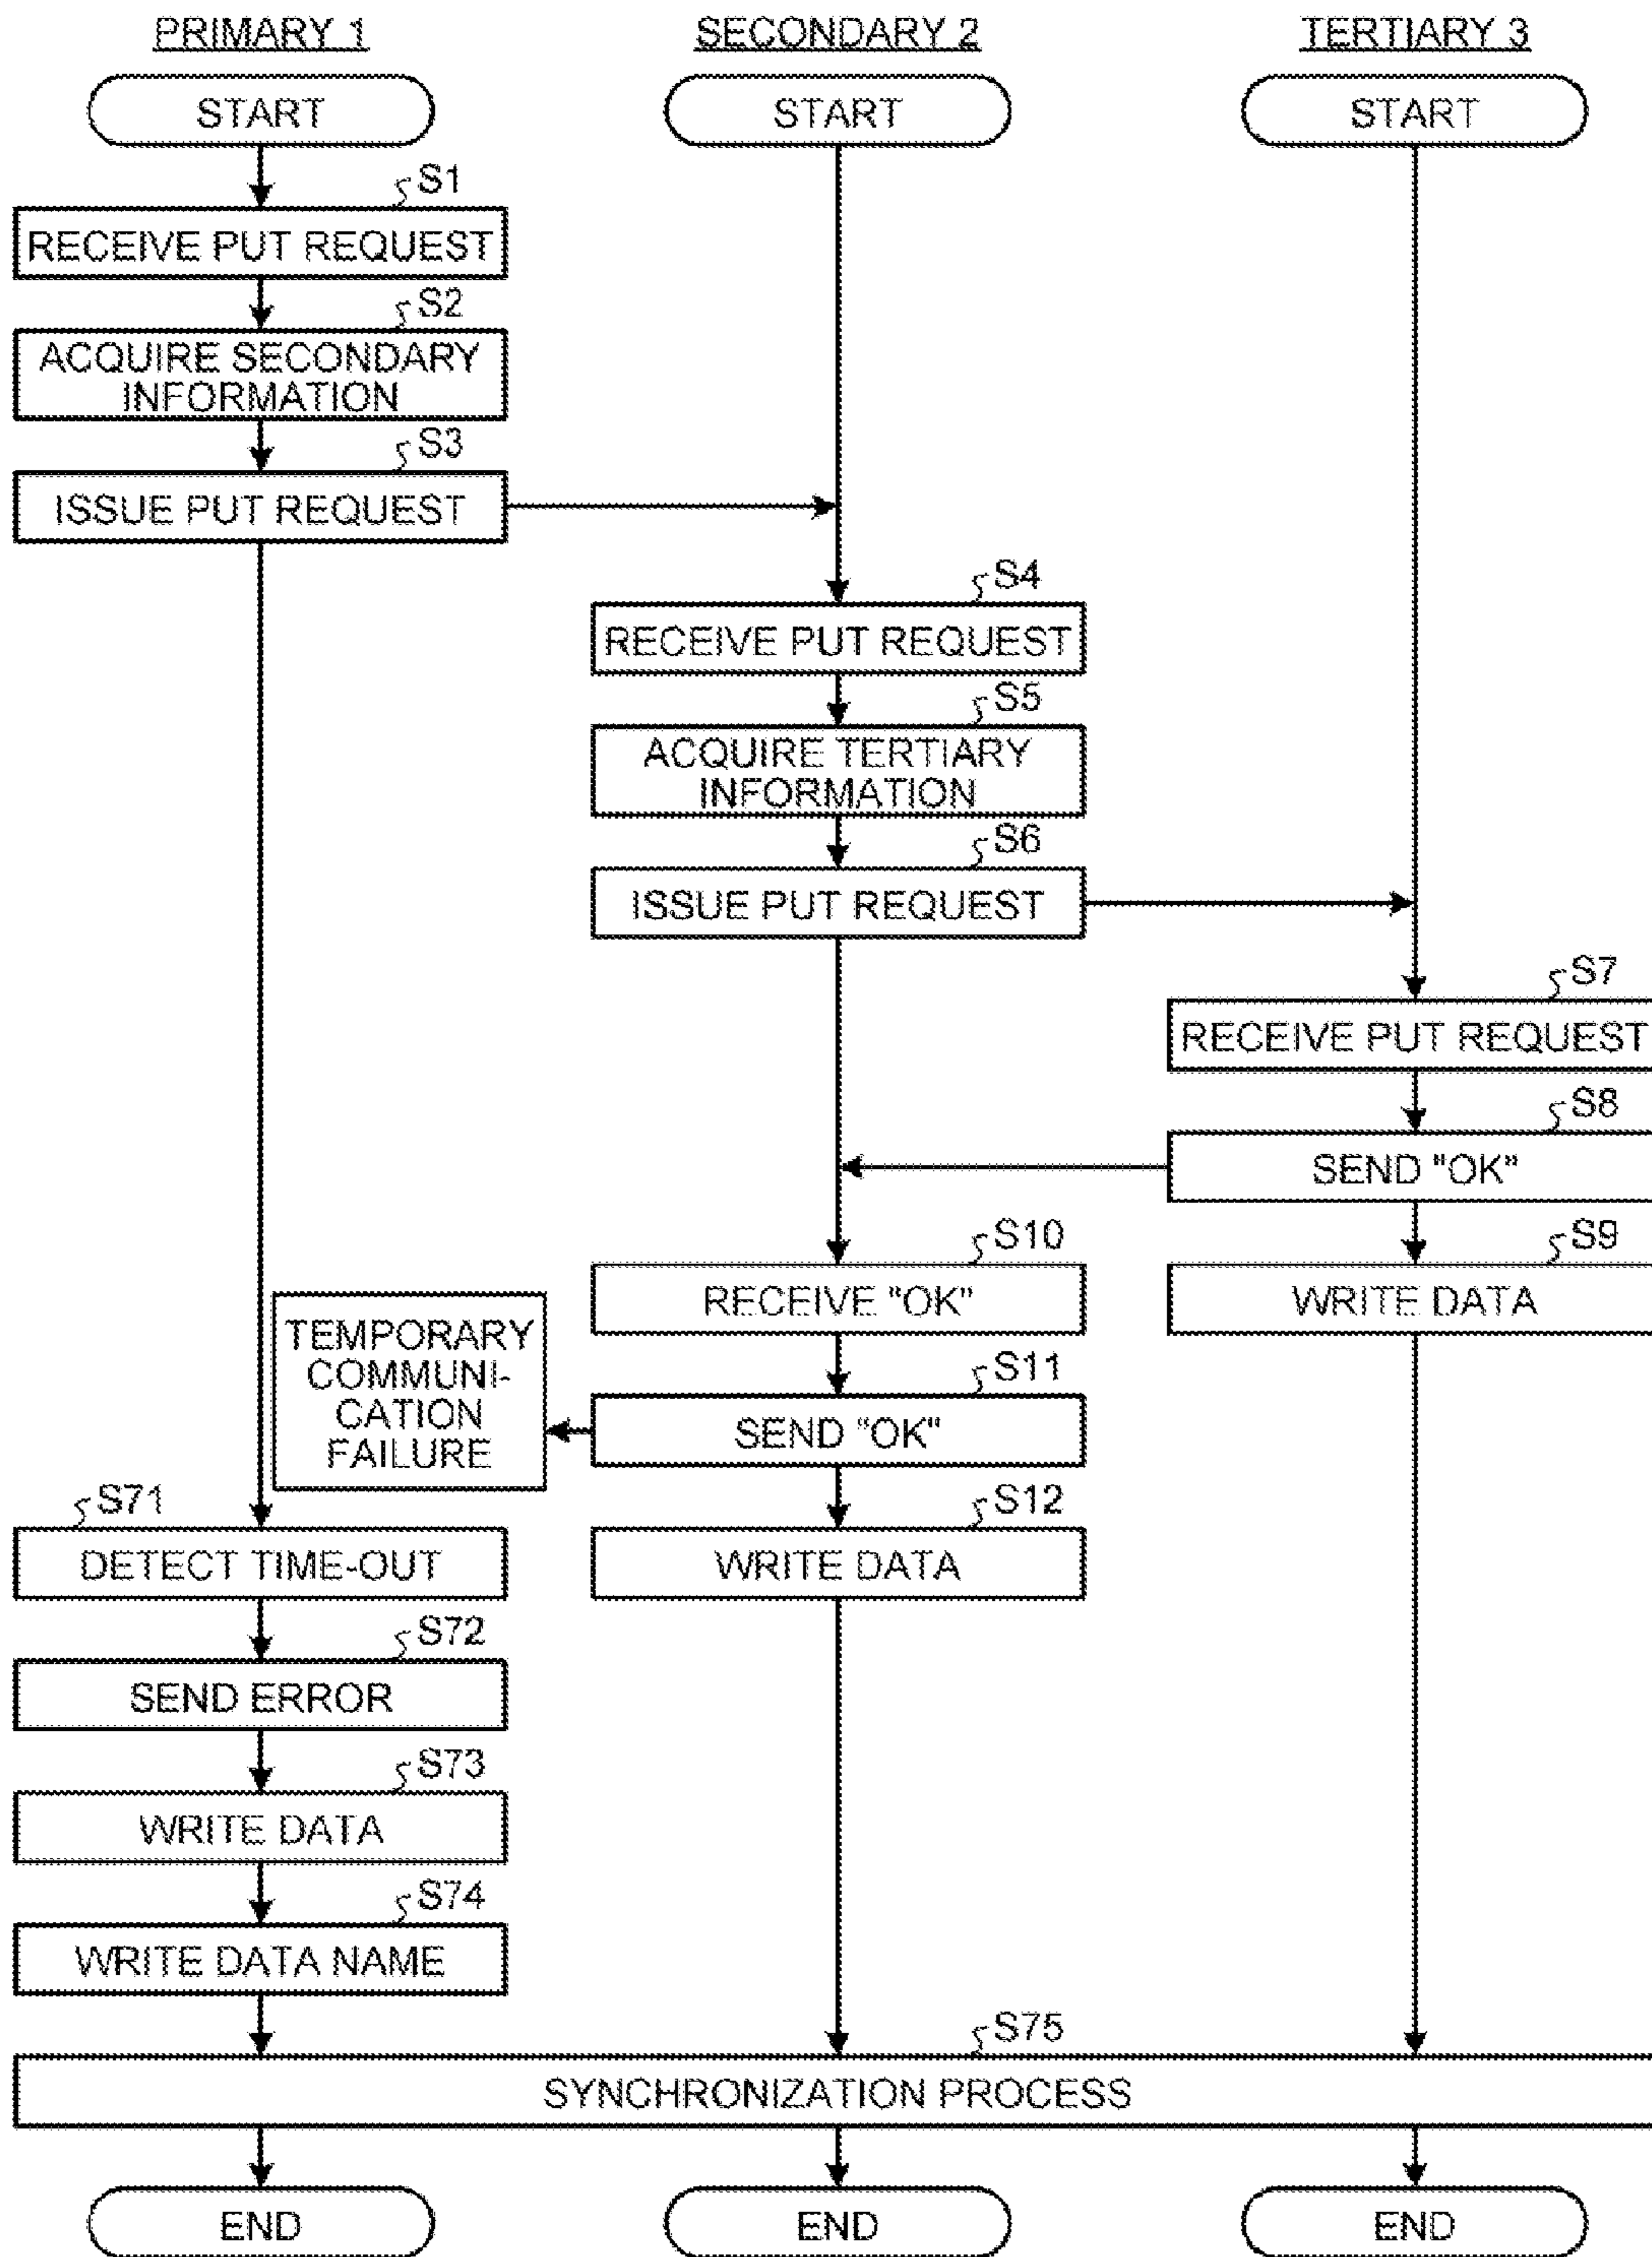 PRIMARY 1
SECONDARY 2
TERTIARY 3
START
START
START
S1
RECEIVE PUT REQUEST
S2
ACQUIRE SECONDARY
INFORMATION
S3
ISSUE PUT REQUEST
S4
RECEIVE PUT REQUEST
S5
ACQUIRE TERTIARY
INFORMATION
S6
ISSUE PUT REQUEST
S7
RECEIVE PUT REQUEST
S8
SEND "OK"
S9
WRITE DATA
S10
RECEIVE "OK"
S11
SEND "OK"
TEMPORARY
COMMUNI-
CATION
FAILURE
S12
WRITE DATA
S71
DETECT TIME-OUT
S72
SEND ERROR
S73
WRITE DATA
S74
WRITE DATA NAME
S75
SYNCHRONIZATION PROCESS
END
END
END